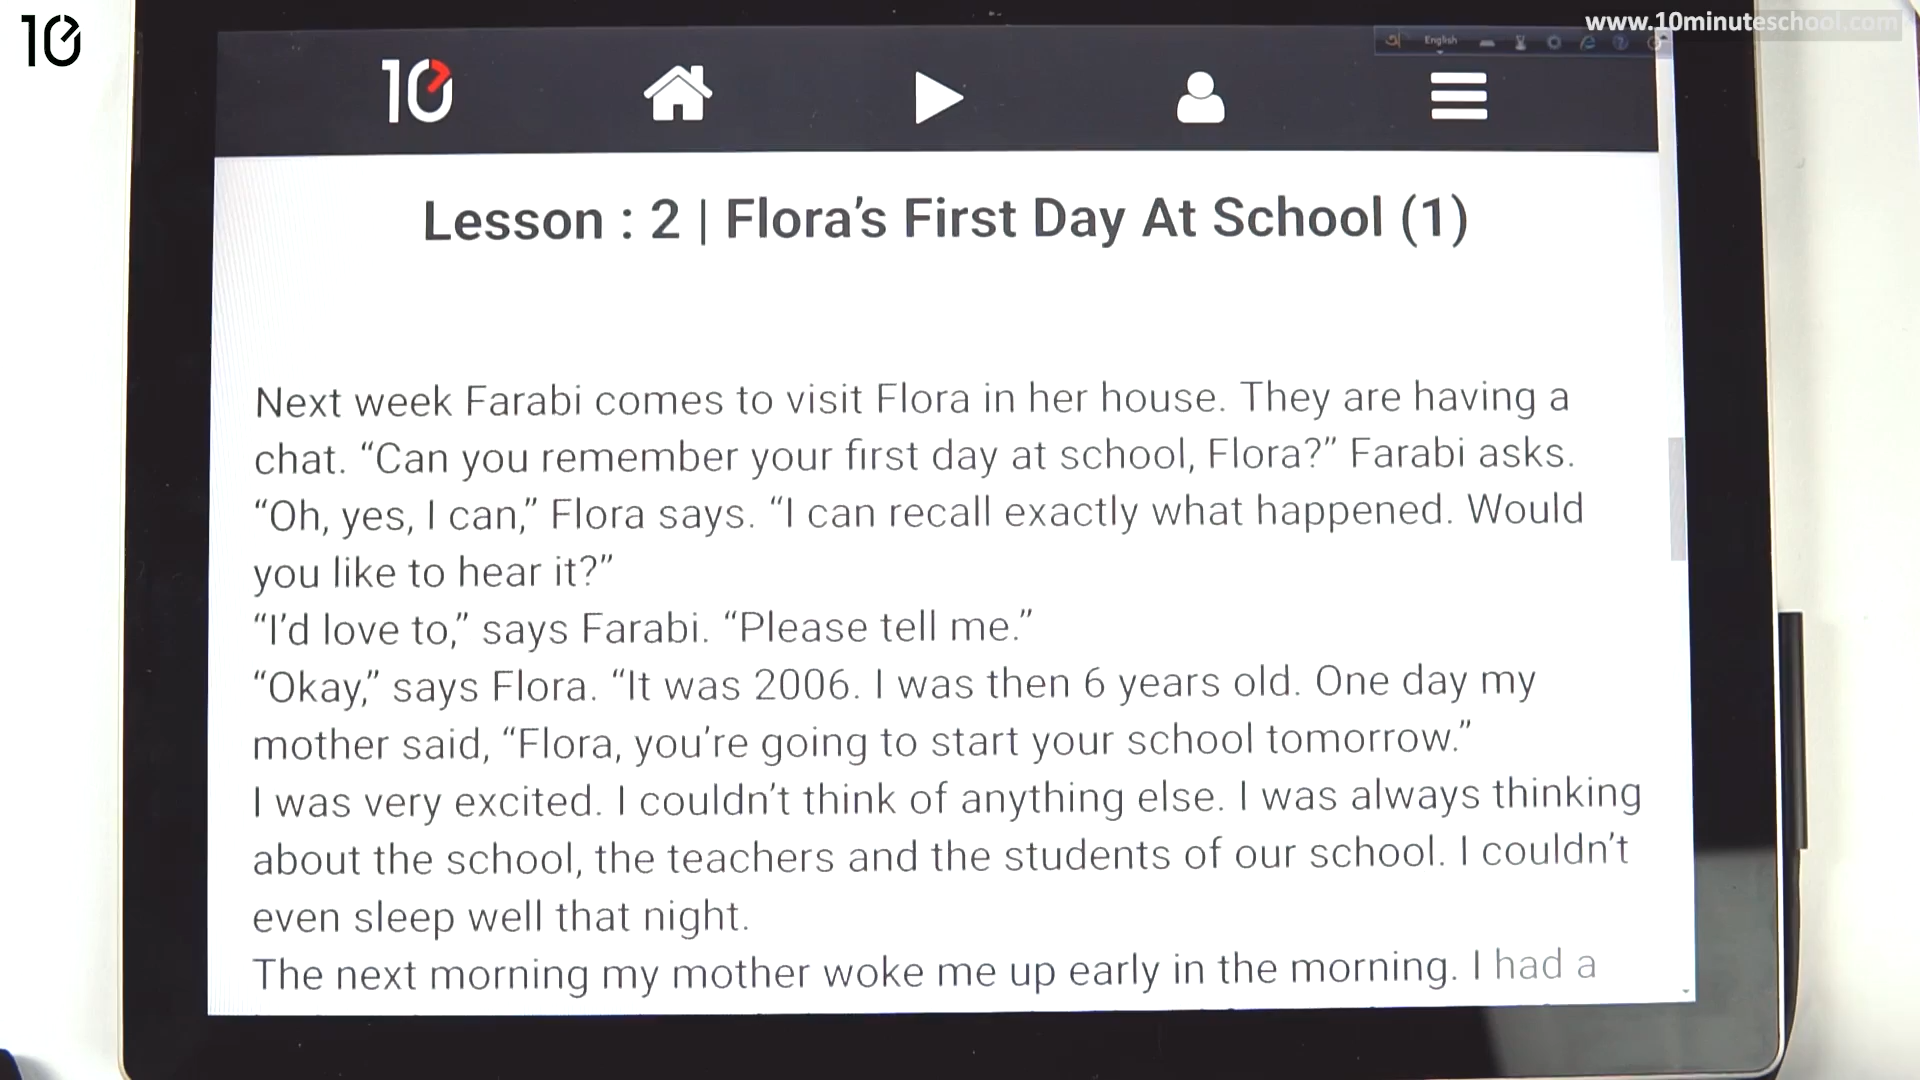 10
www.10minuteschool.com
English
10
Lesson : 2 | Flora’s First Day At School (1)
Next week Farabi comes to visit Flora in her house. They are having a
chat. “Can you remember your first day at school, Flora?” Farabi asks.
“Oh, yes, I can,” Flora says. “I can recall exactly what happened. Would
you like to hear it?”
“I’d love to,” says Farabi. “Please tell me.”
“Okay,” says Flora. “It was 2006. I was then 6 years old. One day my
mother said, “Flora, you’re going to start your school tomorrow.”
I was very excited. I couldn’t think of anything else. I was always thinking
about the school, the teachers and the students of our school. I couldn’t
even sleep well that night.
The next morning my mother woke me up early in the morning. I had a